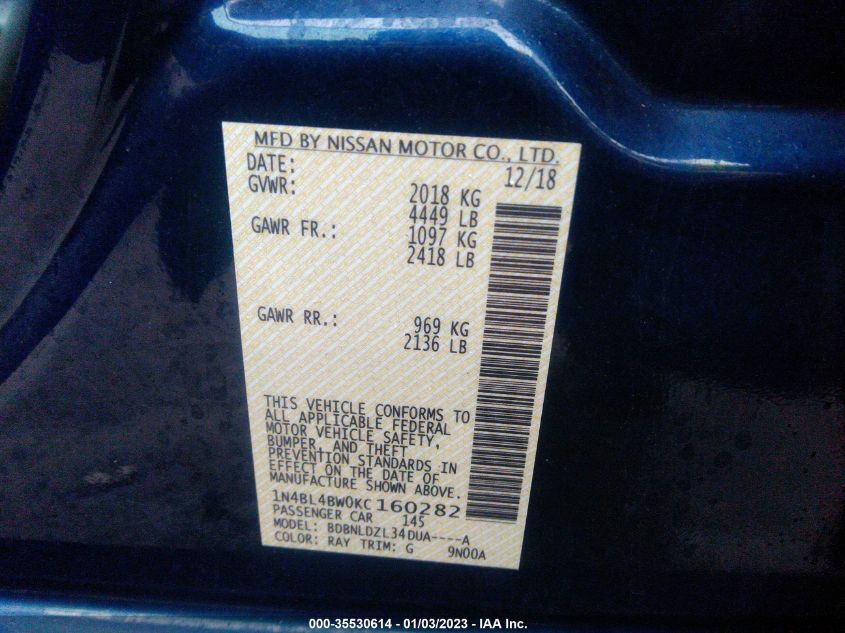 MFD BY NISSAN MOTOR CO., LTD.
DATE: 12/18
GVWR: 2018 KG
4449 LB
GAWR FR.: 1097 KG
2418 LB
GAWR RR.: 969 KG
2136 LB
THIS VEHICLE CONFORMS TO
ALL APPLICABLE FEDERAL
MOTOR VEHICLE SAFETY,
BUMPER, AND THEFT
PREVENTION STANDARDS IN
EFFECT ON THE DATE OF
MANUFACTURE SHOWN ABOVE.
1N4BL4BW0KC160282
PASSENGER CAR 145
MODEL: BDBNLDZL34DUA----A
COLOR: RAY TRIM: G 9N00A
000-35530614 - 01/03/2023 - IAA Inc.